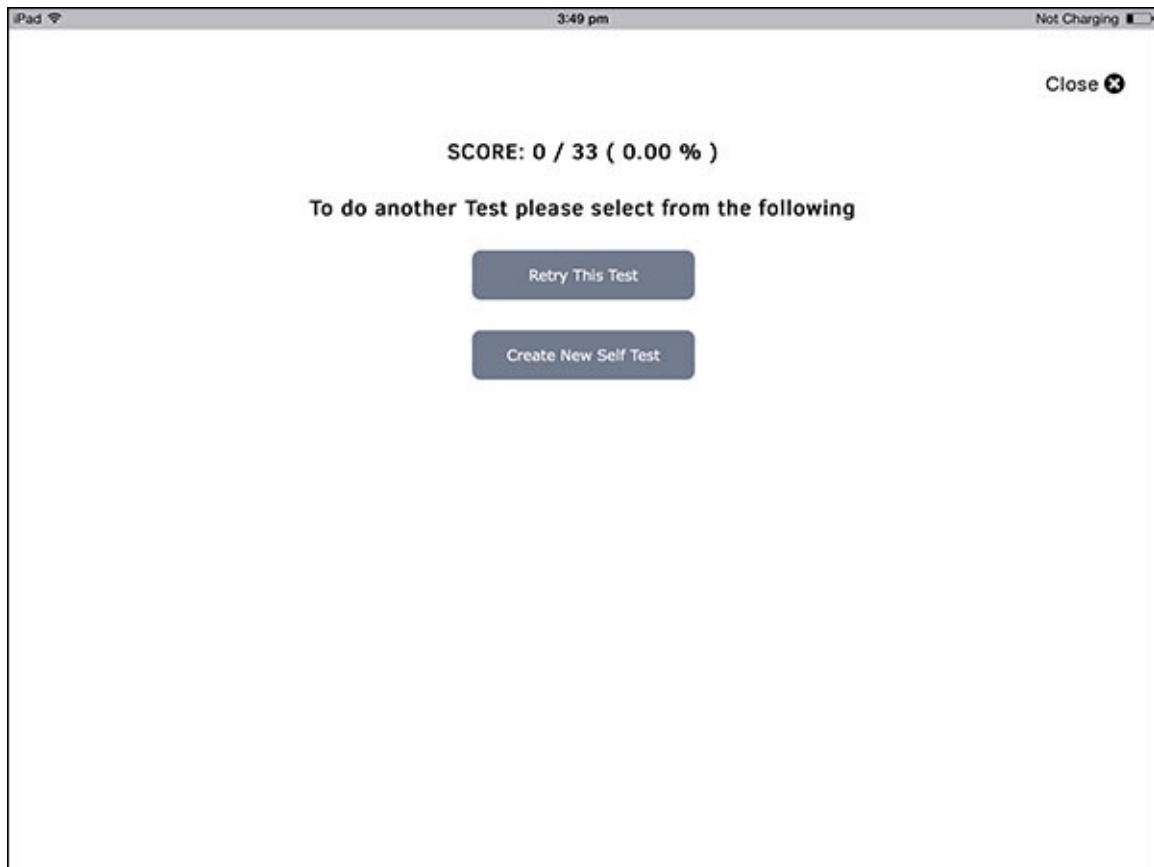 iPad 3:49 pm Not Charging
Close
SCORE: 0 / 33 ( 0.00 % )
To do another Test please select from the following
Retry This Test
Create New Self Test